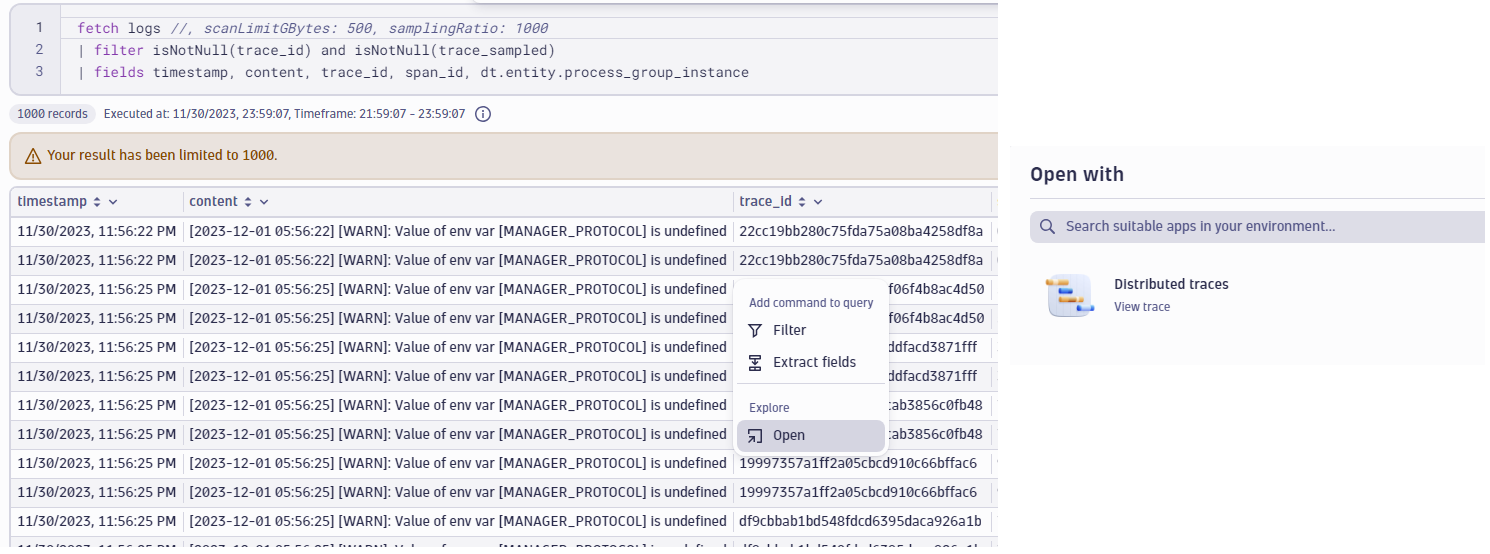 1 fetch logs //, scanLimitGBytes: 500, samplingRatio: 1000
2 | filter isNotNull(trace_id) and isNotNull(trace_sampled)
3 | fields timestamp, content, trace_id, span_id, dt.entity.process_group_instance
1000 records Executed at: 11/30/2023, 23:59:07, Timeframe: 21:59:07 - 23:59:07
Your result has been limited to 1000.
timestamp content trace_id
11/30/2023, 11:56:22 PM [2023-12-01 05:56:22] [WARN]: Value of env var [MANAGER_PROTOCOL] is undefined 22cc19bb280c75fda75a08ba4258df8a
11/30/2023, 11:56:22 PM [2023-12-01 05:56:22] [WARN]: Value of env var [MANAGER_PROTOCOL] is undefined 22cc19bb280c75fda75a08ba4258df8a
11/30/2023, 11:56:25 PM [2023-12-01 05:56:25] [WARN]: Value of env var [MANAGER_PROTOCOL] is undefined f06f4b8ac4d50
11/30/2023, 11:56:25 PM [2023-12-01 05:56:25] [WARN]: Value of env var [MANAGER_PROTOCOL] is undefined f06f4b8ac4d50
11/30/2023, 11:56:25 PM [2023-12-01 05:56:25] [WARN]: Value of env var [MANAGER_PROTOCOL] is undefined ddfacd3871fff
11/30/2023, 11:56:25 PM [2023-12-01 05:56:25] [WARN]: Value of env var [MANAGER_PROTOCOL] is undefined ddfacd3871fff
11/30/2023, 11:56:25 PM [2023-12-01 05:56:25] [WARN]: Value of env var [MANAGER_PROTOCOL] is undefined cab3856c0fb48
11/30/2023, 11:56:25 PM [2023-12-01 05:56:25] [WARN]: Value of env var [MANAGER_PROTOCOL] is undefined cab3856c0fb48
11/30/2023, 11:56:25 PM [2023-12-01 05:56:25] [WARN]: Value of env var [MANAGER_PROTOCOL] is undefined 19997357a1ff2a05cbcd910c66bffac6
11/30/2023, 11:56:25 PM [2023-12-01 05:56:25] [WARN]: Value of env var [MANAGER_PROTOCOL] is undefined 19997357a1ff2a05cbcd910c66bffac6
11/30/2023, 11:56:25 PM [2023-12-01 05:56:25] [WARN]: Value of env var [MANAGER_PROTOCOL] is undefined df9cbbab1bd548fdcd6395daca926a1b
Add command to query
Filter
Extract fields
Explore
Open
Open with
Search suitable apps in your environment...
Distributed traces
View trace